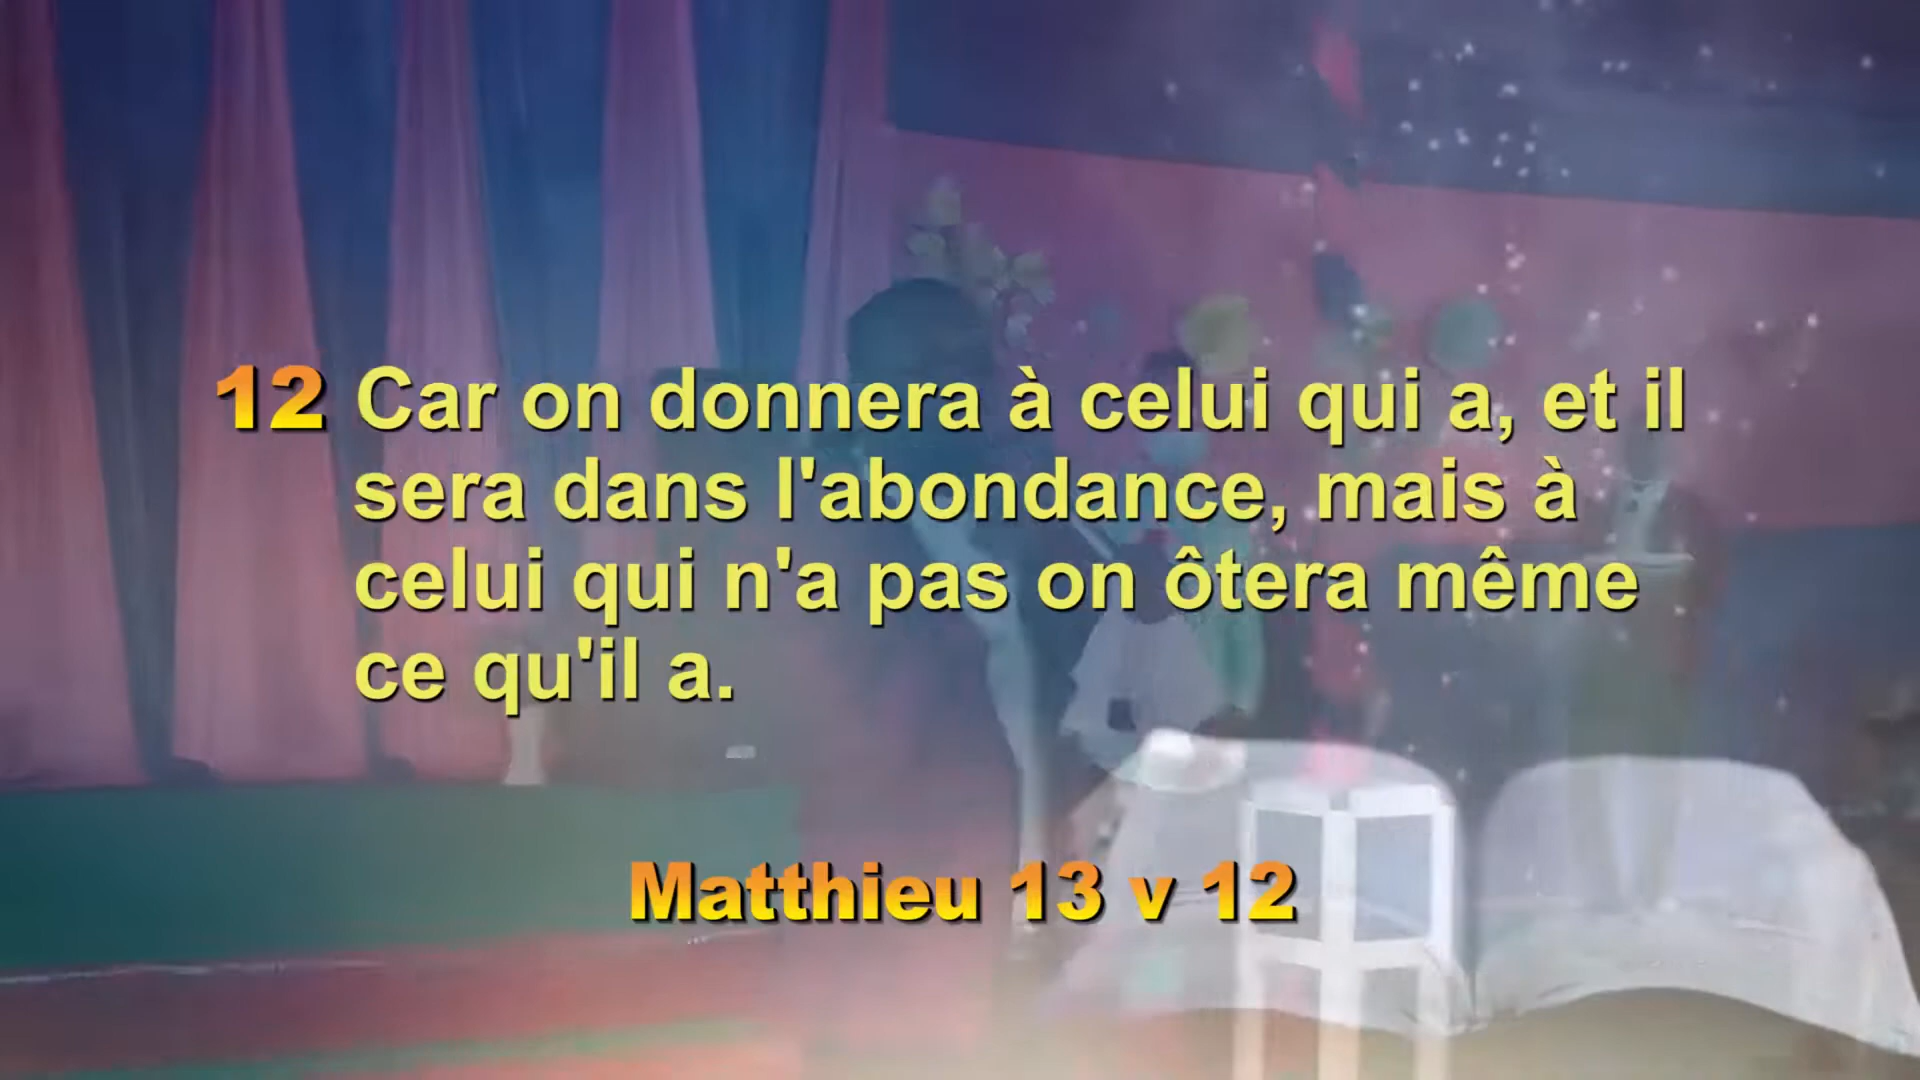 12 Car on donnera à celui qui a, et il
sera dans l'abondance, mais à
celui qui n'a pas on ôtera même
ce qu'il a.
Matthieu 13 v 12